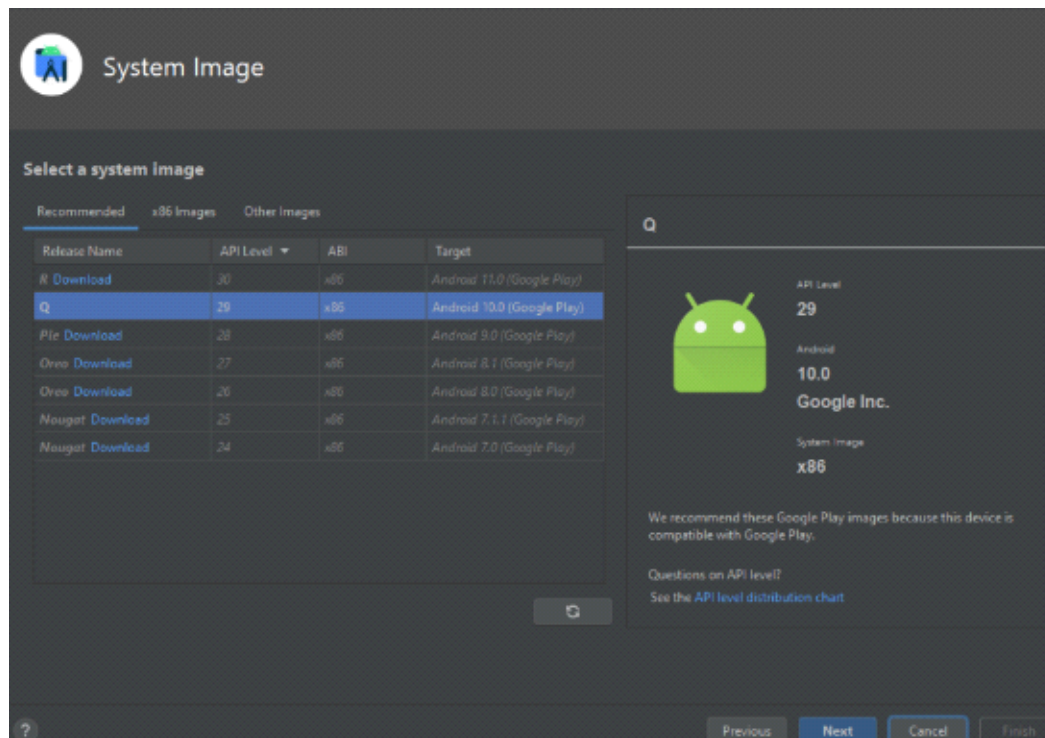 System Image
Select a system image
Recommended x86 Images Other Images
Release Name API Level ABI Target
R Download 30 x86 Android 11.0 (Google Play)
Q 29 x86 Android 10.0 (Google Play)
Pie Download 28 x86 Android 9.0 (Google Play)
Oreo Download 27 x86 Android 8.1 (Google Play)
Oreo Download 26 x86 Android 8.0 (Google Play)
Nougat Download 25 x86 Android 7.1.1 (Google Play)
Nougat Download 24 x86 Android 7.0 (Google Play)
Q
API Level
29
Android
10.0
Google Inc.
System Image
x86
We recommend these Google Play images because this device is
compatible with Google Play.
Questions on API level?
See the API level distribution chart
? Previous Next Cancel Finish